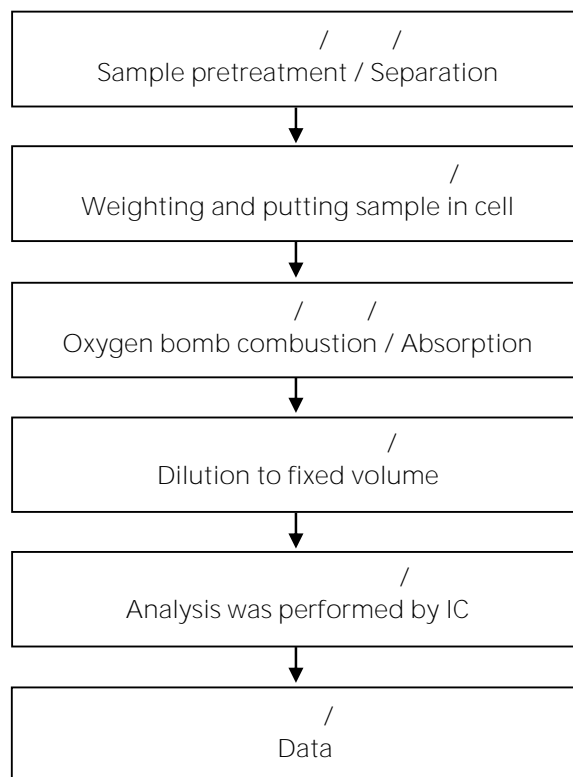 / /
Sample pretreatment / Separation
/
Weighting and putting sample in cell
/ /
Oxygen bomb combustion / Absorption
/
Dilution to fixed volume
/
Analysis was performed by IC
/
Data